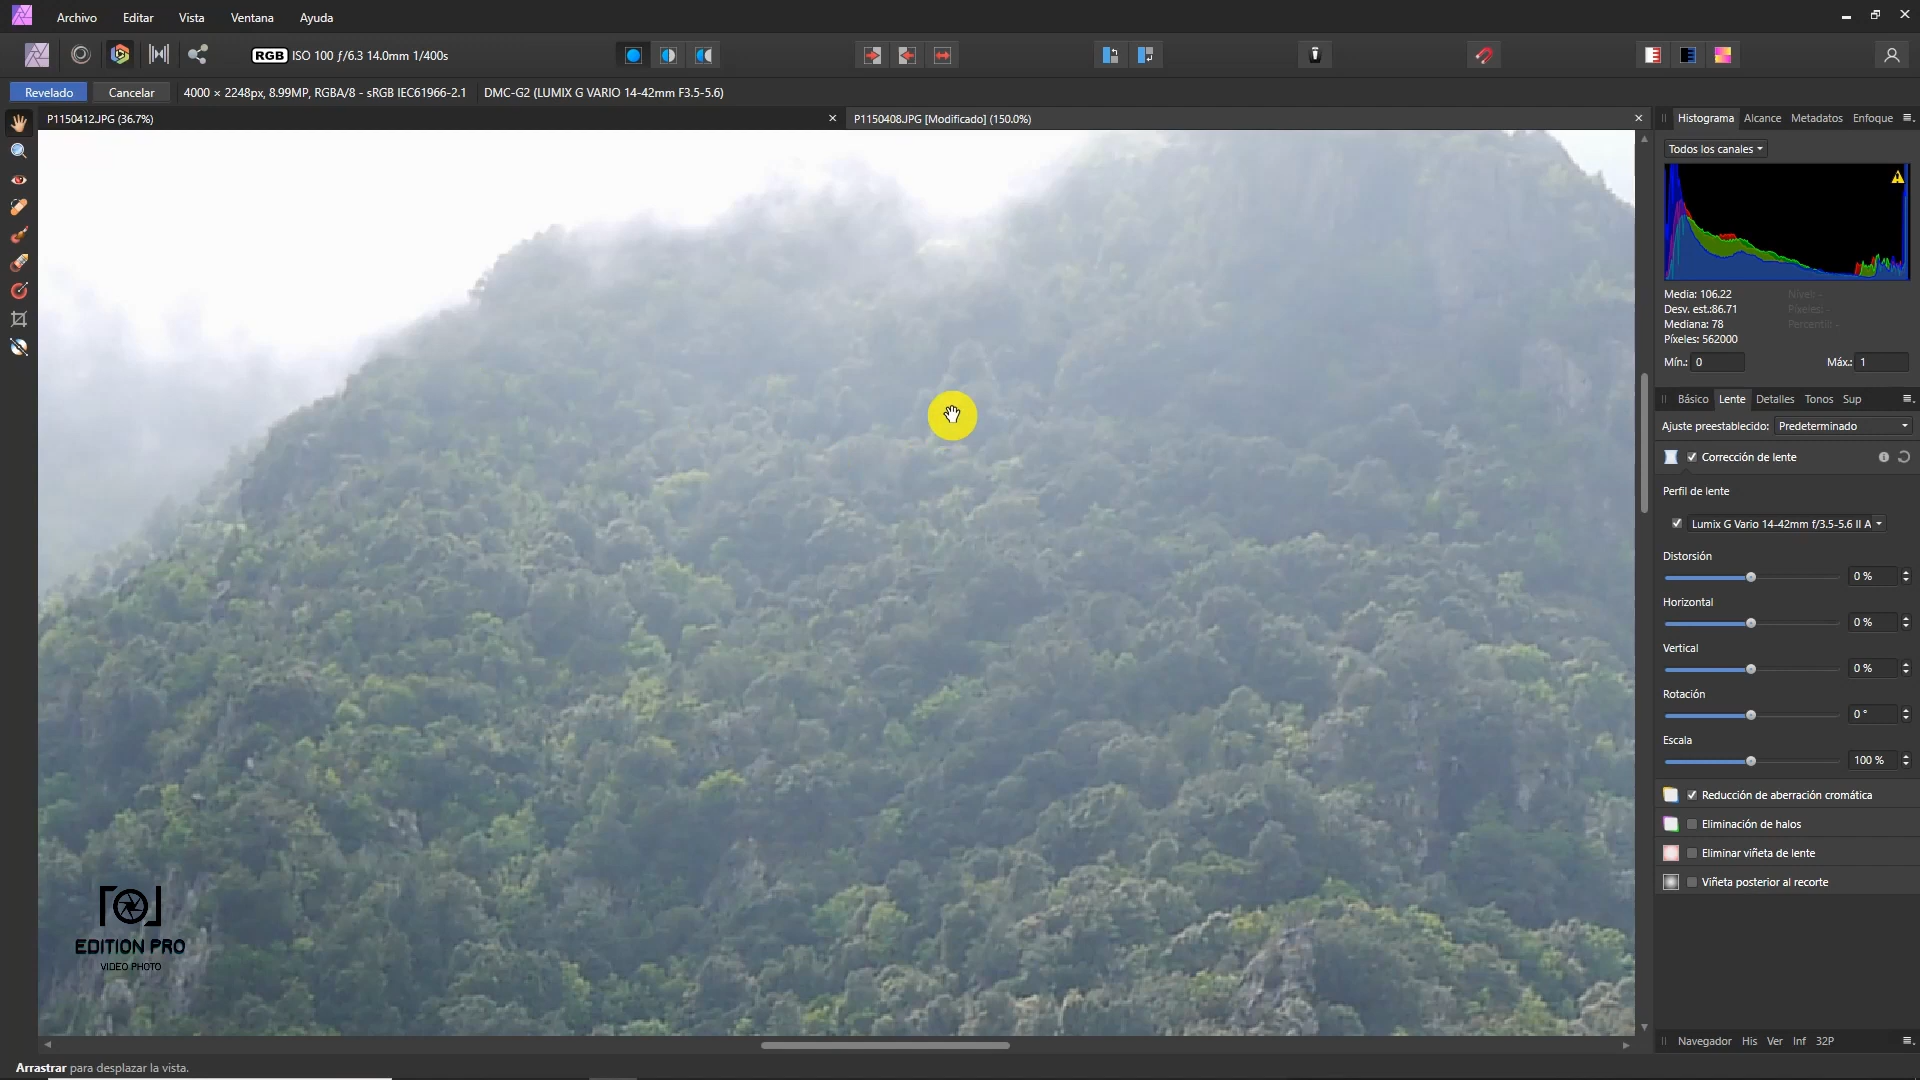 Archivo Editar Vista Ventana Ayuda
RGB ISO 100 ƒ/6.3 14.0mm 1/400s
Revelado Cancelar 4000 × 2248px, 8.99MP, RGBA/8 - sRGB IEC61966-2.1 DMC-G2 (LUMIX G VARIO 14-42mm F3.5-5.6)
P1150412.JPG (36.7%) P1150408.JPG [Modificado] (150.0%)
Histograma Alcance Metadatos Enfoque
Todos los canales
Media: 106.22 Nivel: -
Desv. est.:86.71 Píxeles: -
Mediana: 78 Percentil: -
Píxeles: 562000
Mín.: 0 Máx.: 1
Básico Lente Detalles Tonos Sup
Ajuste preestablecido: Predeterminado
Corrección de lente
Perfil de lente
Lumix G Vario 14-42mm f/3.5-5.6 II A
Distorsión
0 %
Horizontal
0 %
Vertical
0 %
Rotación
0 °
Escala
100 %
Reducción de aberración cromática
Eliminación de halos
Eliminar viñeta de lente
Viñeta posterior al recorte
EDITION PRO
VIDEO PHOTO
Navegador His Ver Inf 32P
Arrastrar para desplazar la vista.